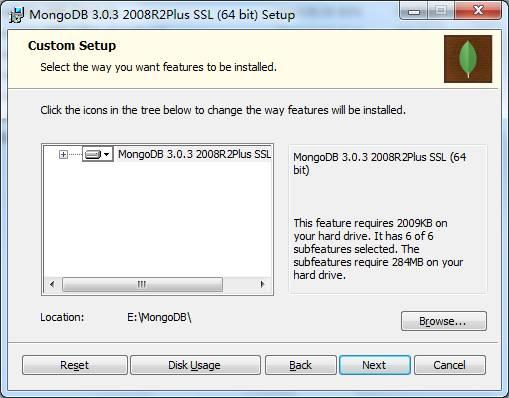 MongoDB 3.0.3 2008R2Plus SSL (64 bit) Setup
Custom Setup
Select the way you want features to be installed.
Click the icons in the tree below to change the way features will be installed.
MongoDB 3.0.3 2008R2Plus SSL
MongoDB 3.0.3 2008R2Plus SSL (64
bit)
This feature requires 2009KB on
your hard drive. It has 6 of 6
subfeatures selected. The
subfeatures require 284MB on your
hard drive.
Location: E:\MongoDB\
Browse...
Reset Disk Usage Back Next Cancel